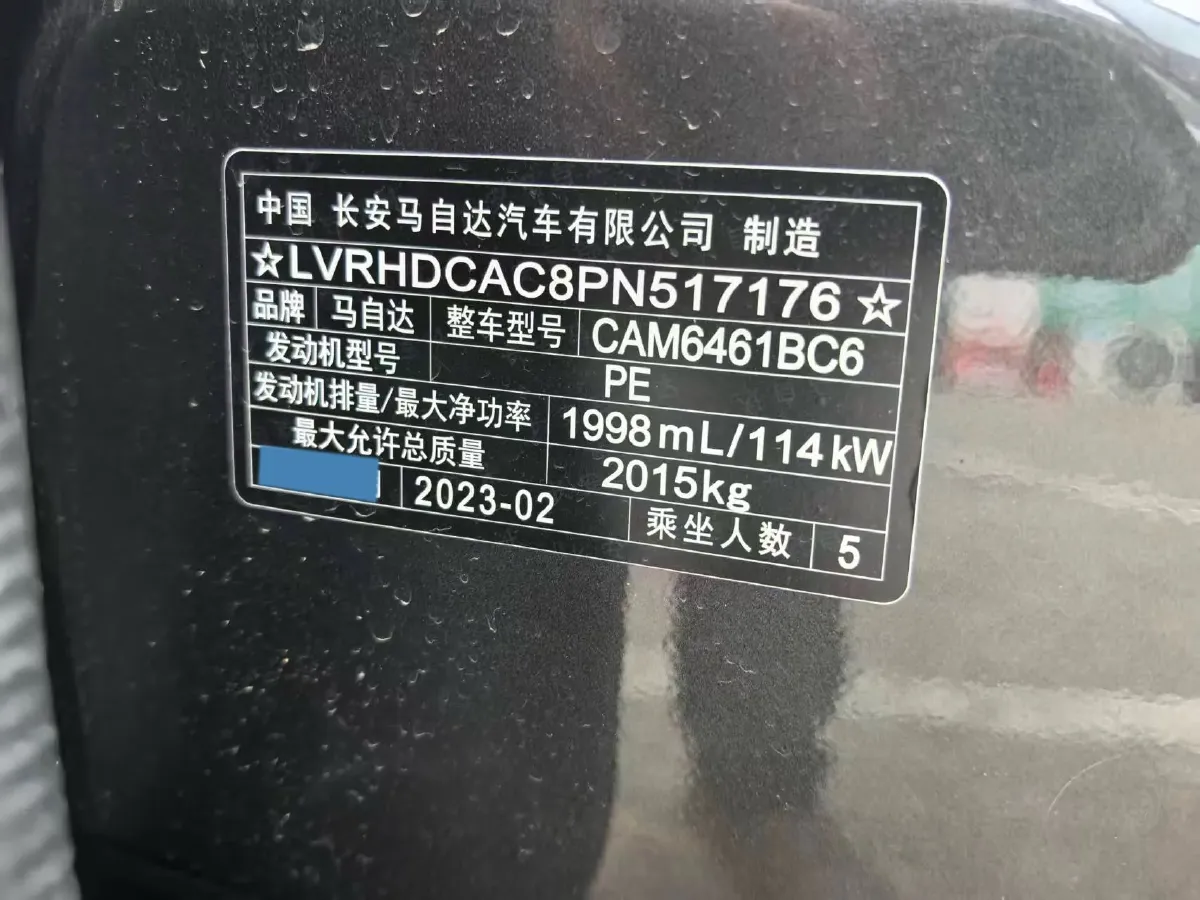 中国 长安马自达汽车有限公司 制造
☆LVRHDCAC8PN517176☆
品牌 马自达 整车型号 CAM6461BC6
发动机型号 PE
发动机排量/最大净功率 1998mL/114kW
最大允许总质量 2015kg
2023-02 乘坐人数 5